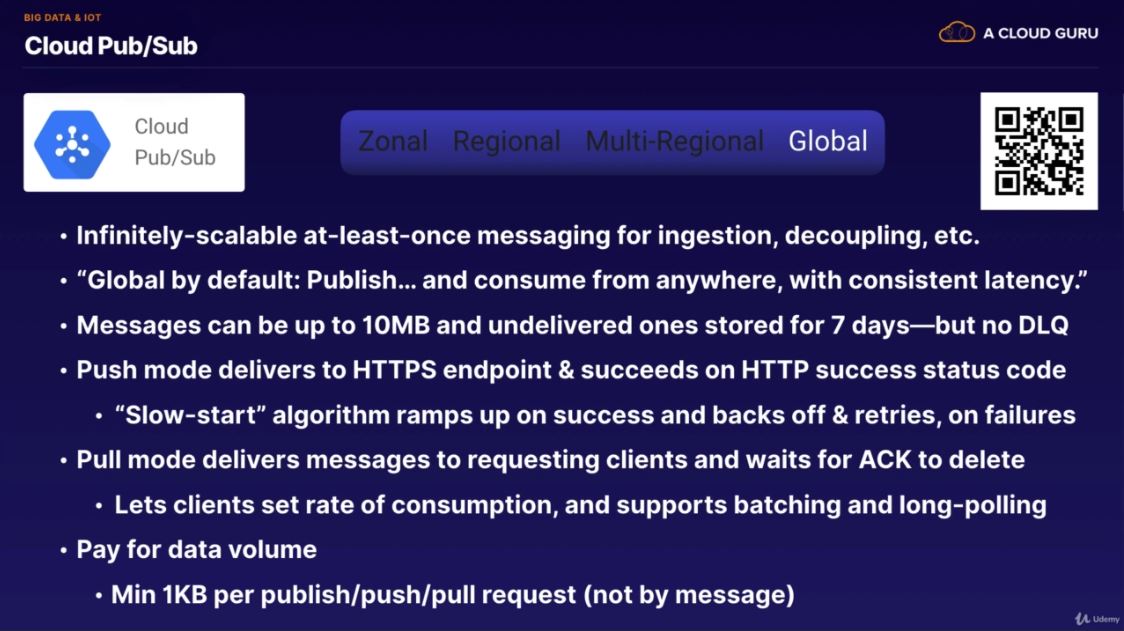 BIG DATA & IOT
Cloud Pub/Sub
A CLOUD GURU
Cloud
Pub/Sub
Zonal Regional Multi-Regional Global
• Infinitely-scalable at-least-once messaging for ingestion, decoupling, etc.
• “Global by default: Publish... and consume from anywhere, with consistent latency.”
• Messages can be up to 10MB and undelivered ones stored for 7 days—but no DLQ
• Push mode delivers to HTTPS endpoint & succeeds on HTTP success status code
• “Slow-start” algorithm ramps up on success and backs off & retries, on failures
• Pull mode delivers messages to requesting clients and waits for ACK to delete
• Lets clients set rate of consumption, and supports batching and long-polling
• Pay for data volume
• Min 1KB per publish/push/pull request (not by message)
Udemy